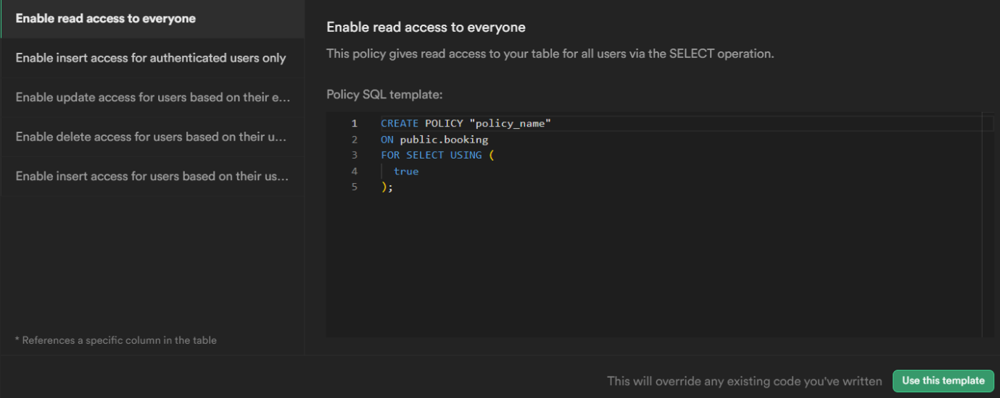 Enable read access to everyone
Enable insert access for authenticated users only
Enable update access for users based on their e...
Enable delete access for users based on their u...
Enable insert access for users based on their us...
* References a specific column in the table
Enable read access to everyone
This policy gives read access to your table for all users via the SELECT operation.
Policy SQL template:
1 CREATE POLICY "policy_name"
2 ON public.booking
3 FOR SELECT USING (
4 true
5 );
This will override any existing code you've written
Use this template